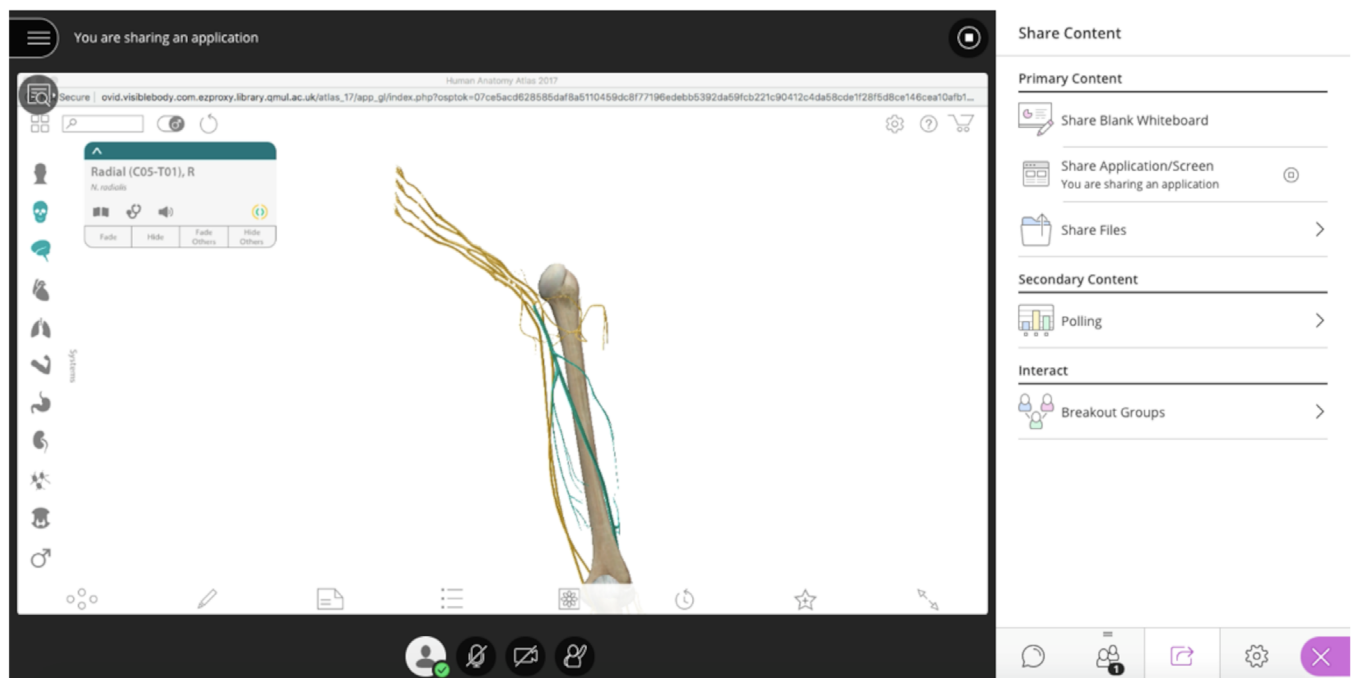 You are sharing an application
Human Anatomy Atlas 2017
Secure ovid.visiblebody.com.ezproxy.library.qmul.ac.uk/atlas_17/app_gl/index.php?
Radial (C05-T01), R
N. radialis
Fade
Hide
Fade Others
Hide Others
Systems
Share Content
Primary Content
Share Blank Whiteboard
Share Application/Screen
You are sharing an application
Share Files
Secondary Content
Polling
Interact
Breakout Groups
1